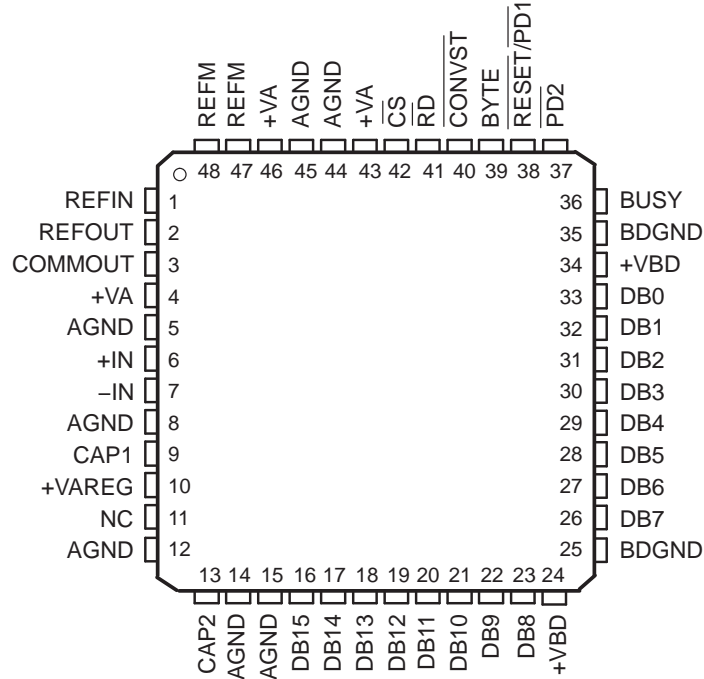 REFM
REFM
+VA
AGND
AGND
+VA
CS
RD
CONVST
BYTE
RESET/PD1
PD2
48 47 46 45 44 43 42 41 40 39 38 37
REFIN 1
REFOUT 2
COMMOUT 3
+VA 4
AGND 5
+IN 6
–IN 7
AGND 8
CAP1 9
+VAREG 10
NC 11
AGND 12
36 BUSY
35 BDGND
34 +VBD
33 DB0
32 DB1
31 DB2
30 DB3
29 DB4
28 DB5
27 DB6
26 DB7
25 BDGND
13 14 15 16 17 18 19 20 21 22 23 24
CAP2
AGND
AGND
DB15
DB14
DB13
DB12
DB11
DB10
DB9
DB8
+VBD